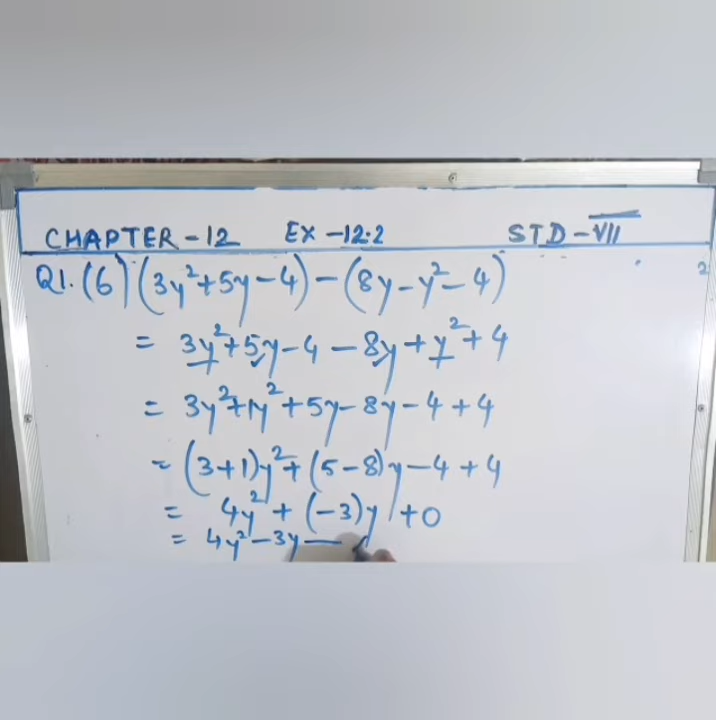 CHAPTER - 12 EX - 12.2 STD - VII
Q1. (6) (3y²+5y-4) - (8y-y²-4)
= 3y²+5y-4-8y+y²+4
= 3y²+1y²+5y-8y-4+4
= (3+1)y²+(5-8)y-4+4
= 4y²+(-3)y+0
= 4y²-3y —
2